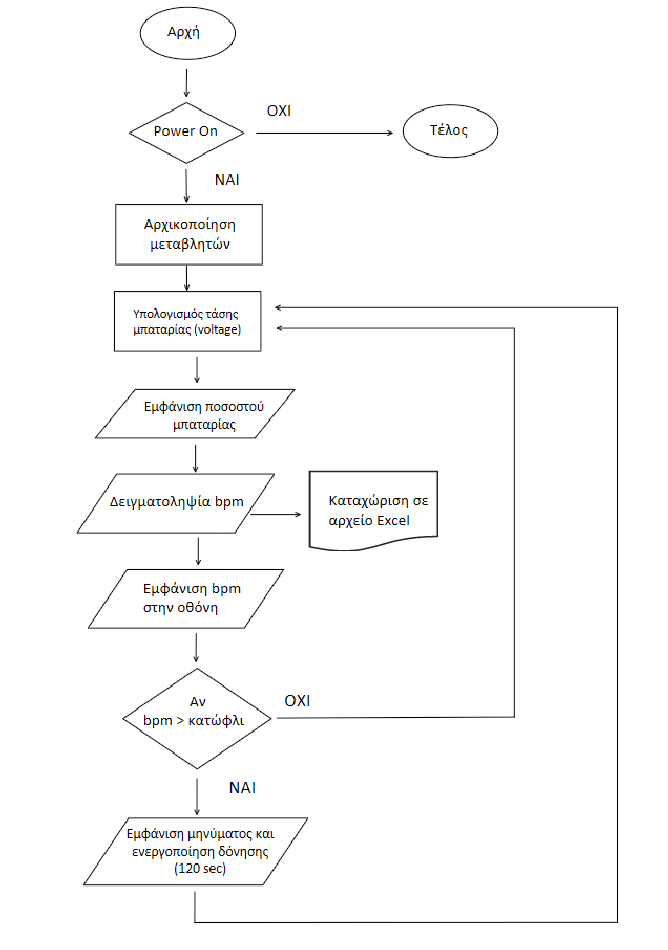 Αρχή
Power On
ΟΧΙ
Τέλος
ΝΑΙ
Αρχικοποίηση
μεταβλητών
Υπολογισμός τάσης
μπαταρίας (voltage)
Εμφάνιση ποσοστού
μπαταρίας
Δειγματοληψία bpm
Καταχώριση σε
αρχείο Excel
Εμφάνιση bpm
στην οθόνη
Αν
bpm > κατώφλι
ΟΧΙ
ΝΑΙ
Εμφάνιση μηνύματος και
ενεργοποίηση δόνησης
(120 sec)